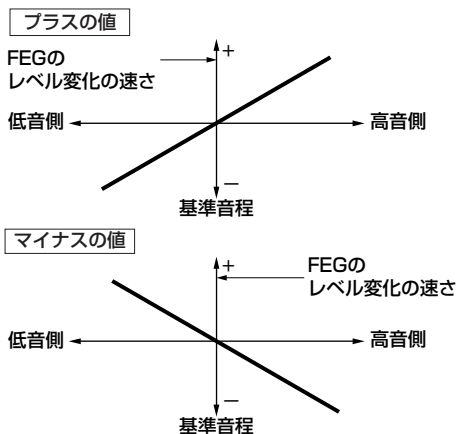 プラスの値
FEGの
レベル変化の速さ
+
低音側
高音側
−
基準音程
マイナスの値
+
FEGの
レベル変化の速さ
低音側
高音側
−
基準音程